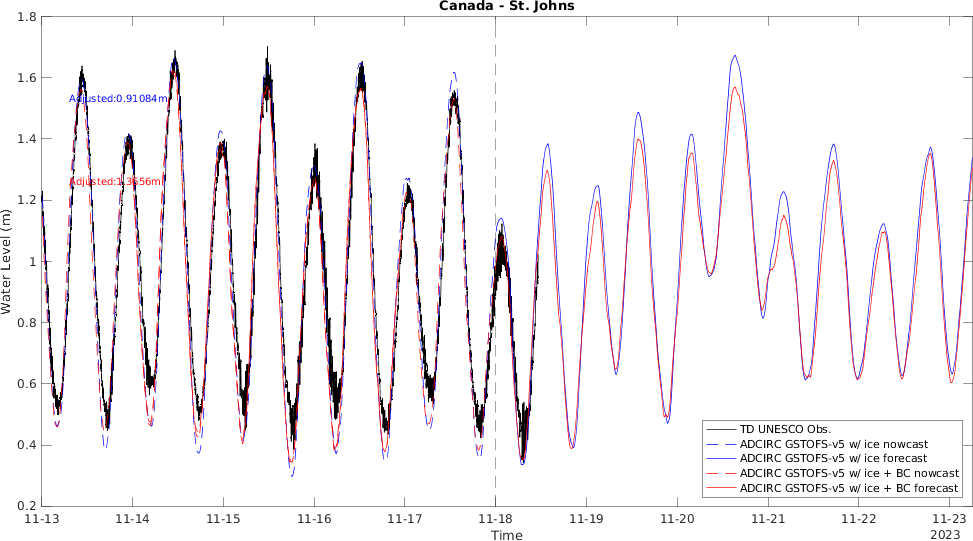 Canada - St. Johns
1.8
1.6
1.4
1.2
1
0.8
0.6
0.4
0.2
Water Level (m)
Adjusted:0.91084m
Adjusted:1.3556m
TD UNESCO Obs.
ADCIRC GSTOFS-v5 w/ ice nowcast
ADCIRC GSTOFS-v5 w/ ice forecast
ADCIRC GSTOFS-v5 w/ ice + BC nowcast
ADCIRC GSTOFS-v5 w/ ice + BC forecast
11-13 11-14 11-15 11-16 11-17 11-18 11-19 11-20 11-21 11-22 11-23
2023
Time